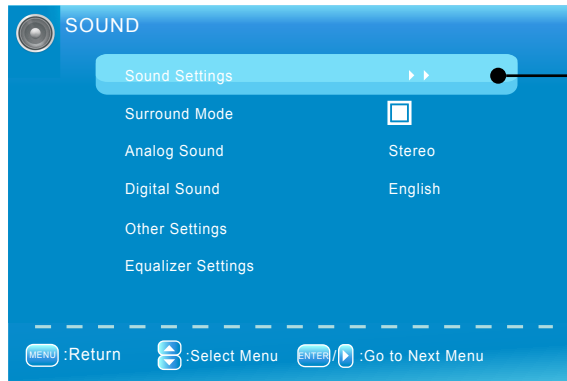 SOUND
Sound Settings
Surround Mode
Analog Sound Stereo
Digital Sound English
Other Settings
Equalizer Settings
MENU :Return :Select Menu ENTER / :Go to Next Menu